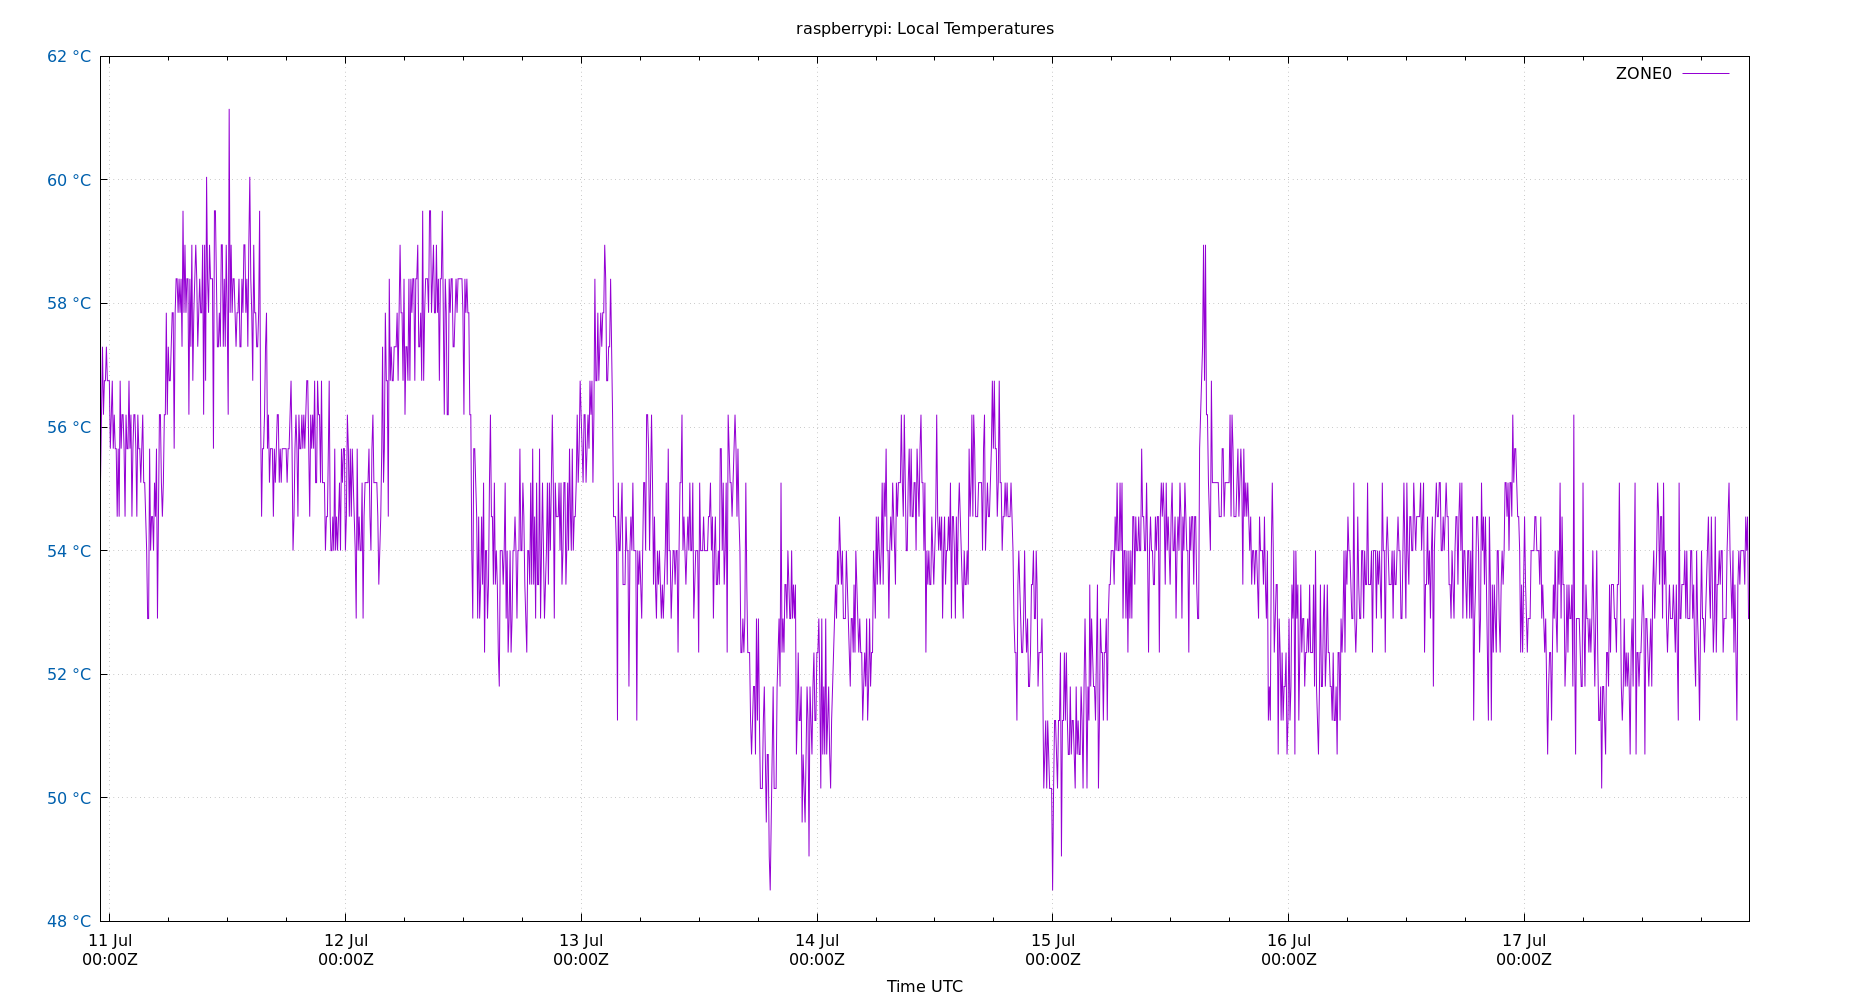 raspberrypi: Local Temperatures
62 °C
ZONE0
60 °C
58 °C
56 °C
54 °C
52 °C
50 °C
48 °C
11 Jul 12 Jul 13 Jul 14 Jul 15 Jul 16 Jul 17 Jul
00:00Z 00:00Z 00:00Z 00:00Z 00:00Z 00:00Z 00:00Z
Time UTC